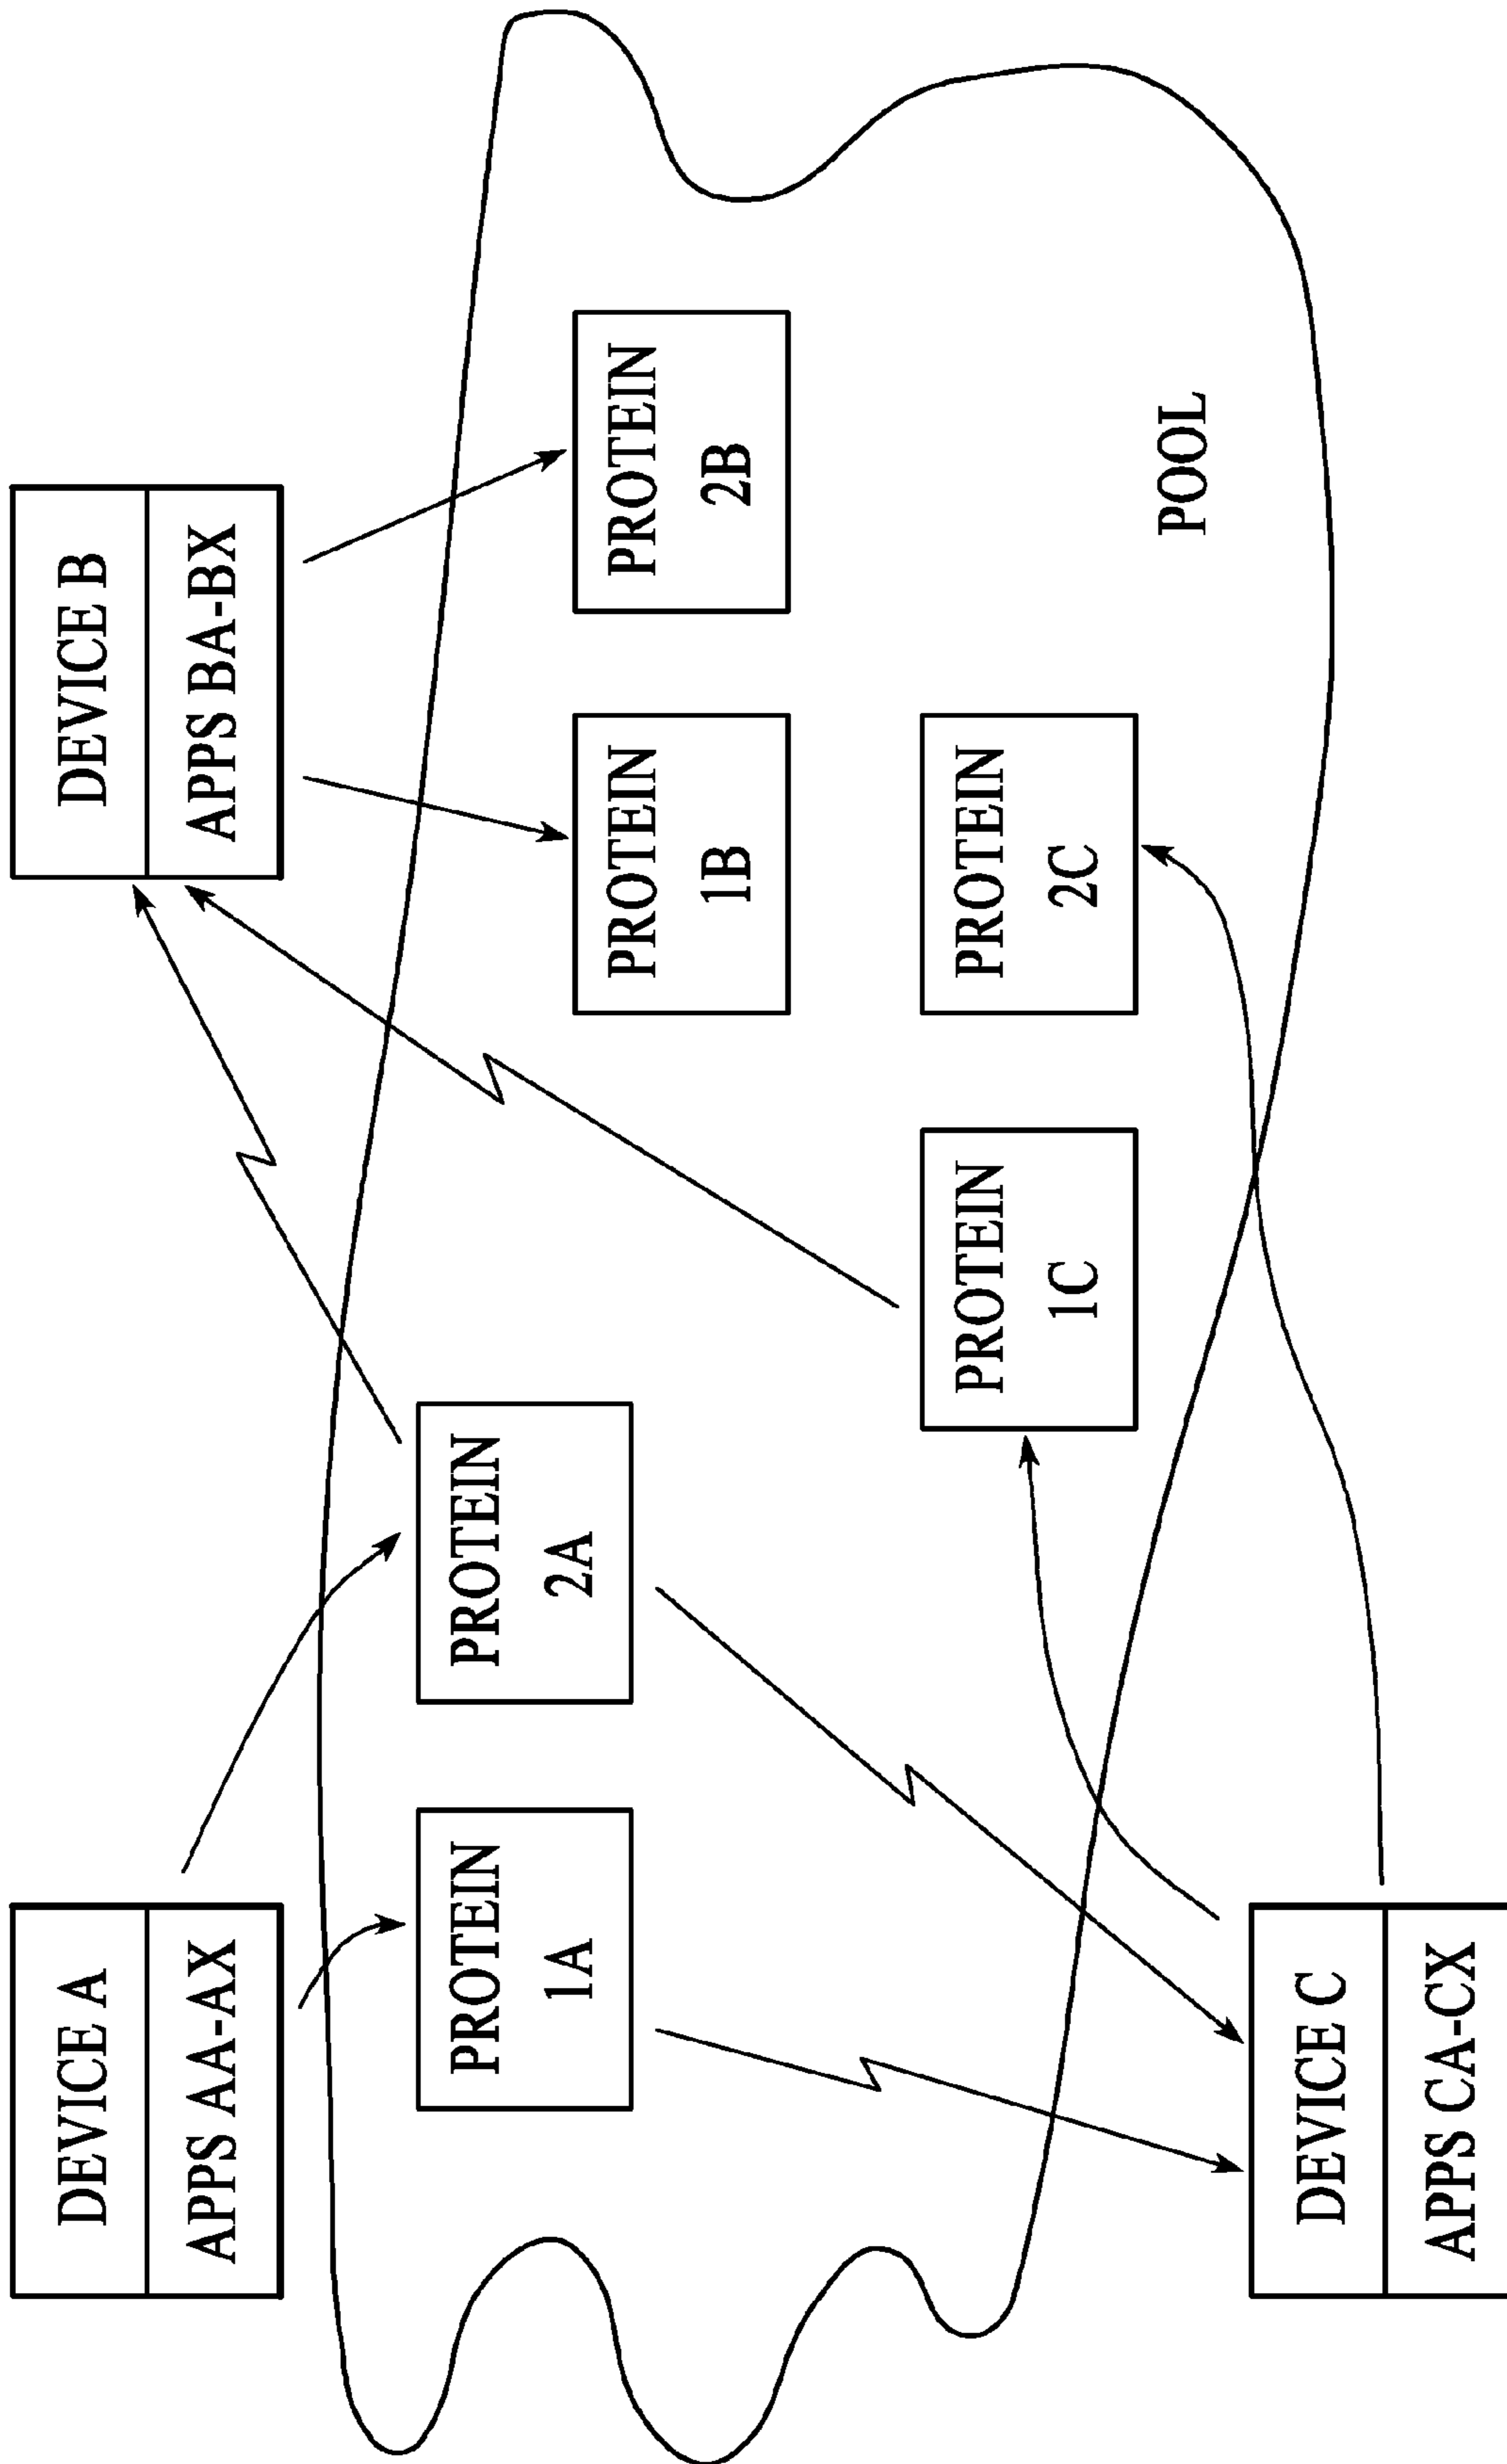 DEVICE A
APPS AA-AX
DEVICE B
APPS BA-BX
PROTEIN
1A
PROTEIN
2A
PROTEIN
1B
PROTEIN
2B
PROTEIN
1C
PROTEIN
2C
POOL
DEVICE C
APPS CA-CX